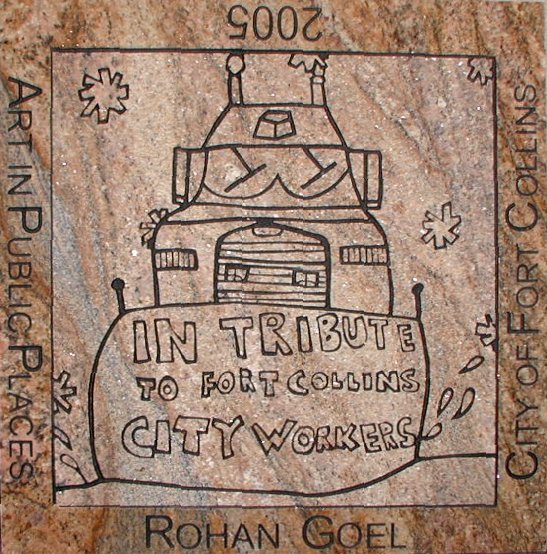 2005
ART IN PUBLIC PLACES
CITY OF FORT COLLINS
IN TRIBUTE
TO FORT COLLINS
CITY WORKERS
ROHAN GOEL